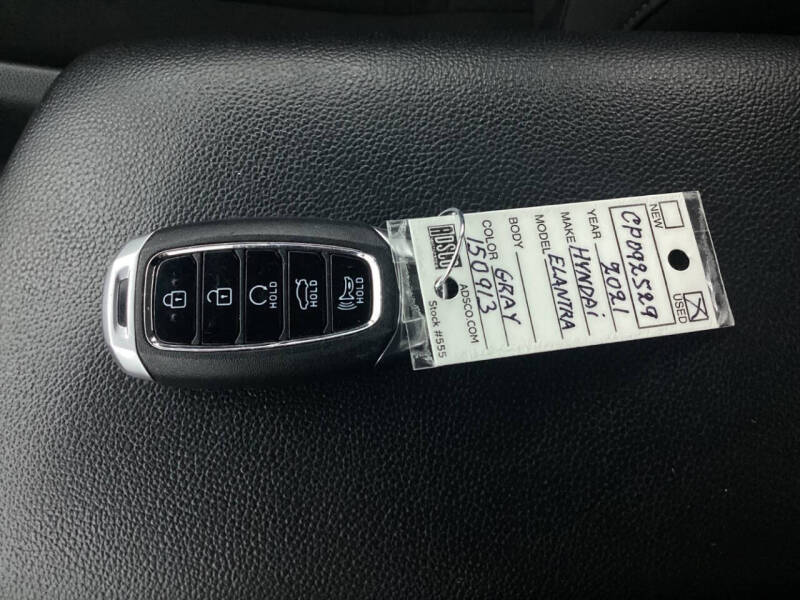 NEW USED
CP092529
YEAR 2021
MAKE HYNDAi
MODEL ELANTRA
BODY
COLOR GRAY
150913
ADSCO
ADSCO.COM
Stock #555
HOLD
HOLD
HOLD